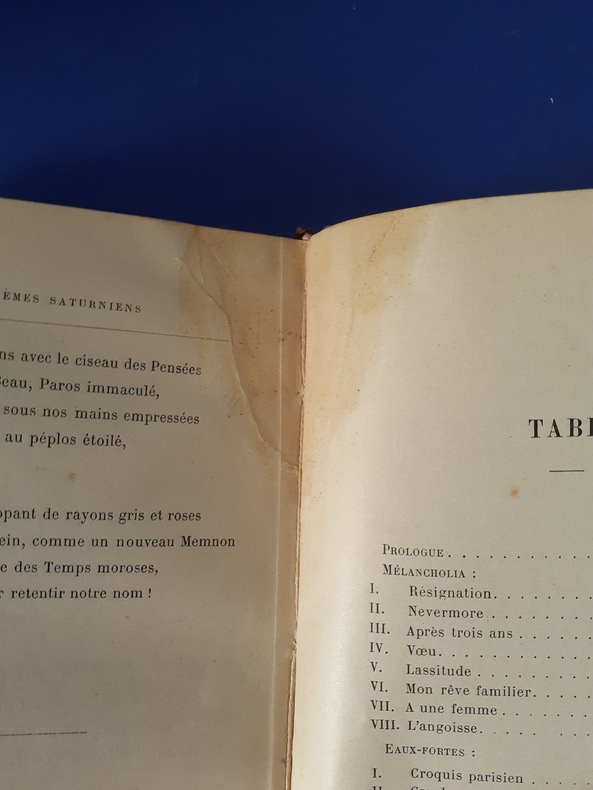 ÈMES SATURNIENS
ns avec le ciseau des Pensées
eau, Paros immaculé,
sous nos mains empressées
au péplos étoilé,
ppant de rayons gris et roses
ein, comme un nouveau Memnon
e des Temps moroses,
r retentir notre nom !
TABL
PROLOGUE . . . . . . . . . . .
MÉLANCHOLIA :
I. Résignation. . . . . . . .
II. Nevermore . . . . . . . .
III. Après trois ans . . . . . .
IV. Vœu. . . . . . . . . . . .
V. Lassitude . . . . . . . . .
VI. Mon rêve familier. . . . .
VII. A une femme . . . . . . .
VIII. L'angoisse. . . . . . . .
EAUX-FORTES :
I. Croquis parisien . . . . .
II.